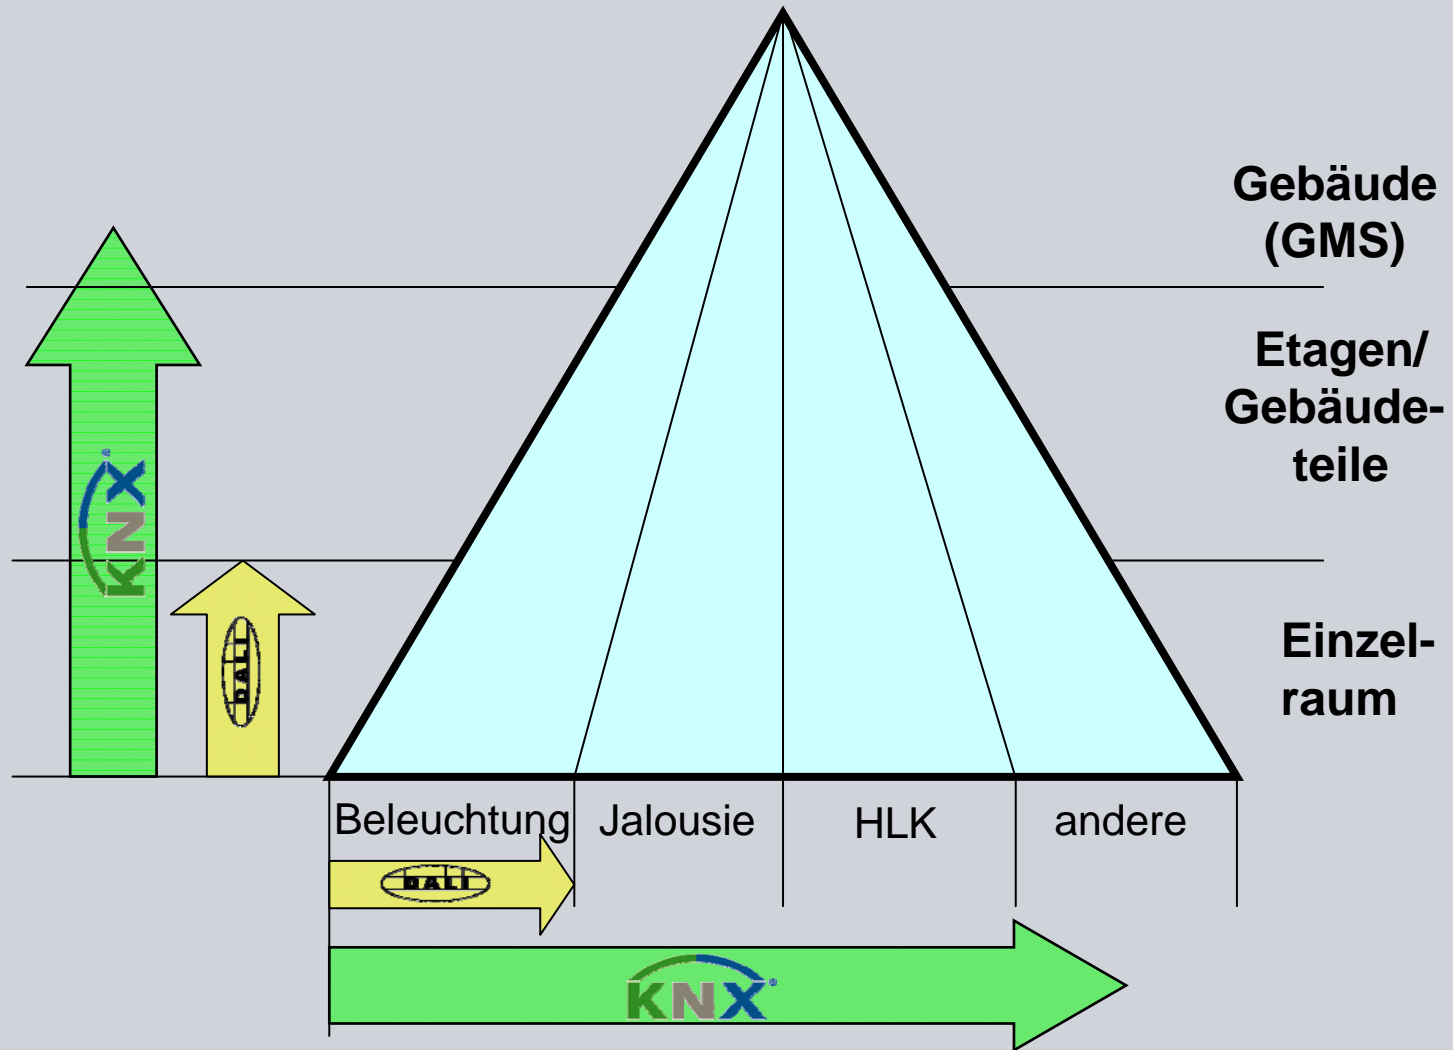 Gebäude
(GMS)
Etagen/
Gebäude-
teile
KNX®
DALI
Einzel-
raum
Beleuchtung
Jalousie
HLK
andere
DALI
KNX®